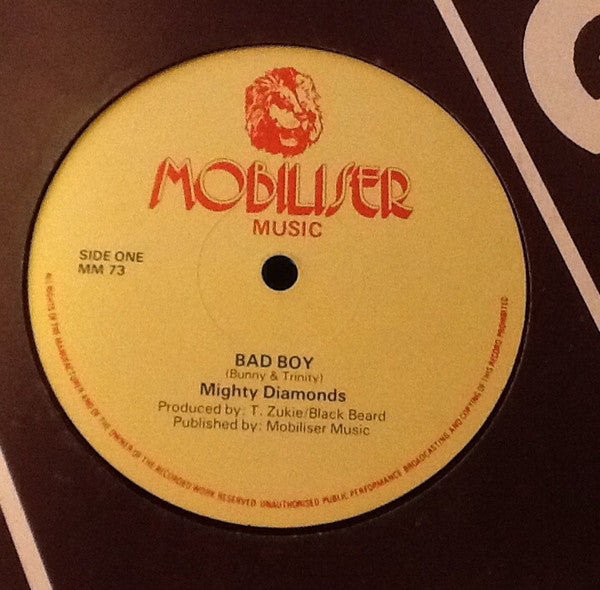 MOBILISER
MUSIC
SIDE ONE
MM 73
BAD BOY
(Bunny & Trinity)
Mighty Diamonds
Produced by: T. Zukie/Black Beard
Published by: Mobiliser Music
ALL RIGHTS OF THE MANUFACTURER AND OF THE OWNER OF THE RECORDED WORK RESERVED UNAUTHORISED PUBLIC PERFORMANCE BROADCASTING AND COPYING OF THIS RECORD PROHIBITED